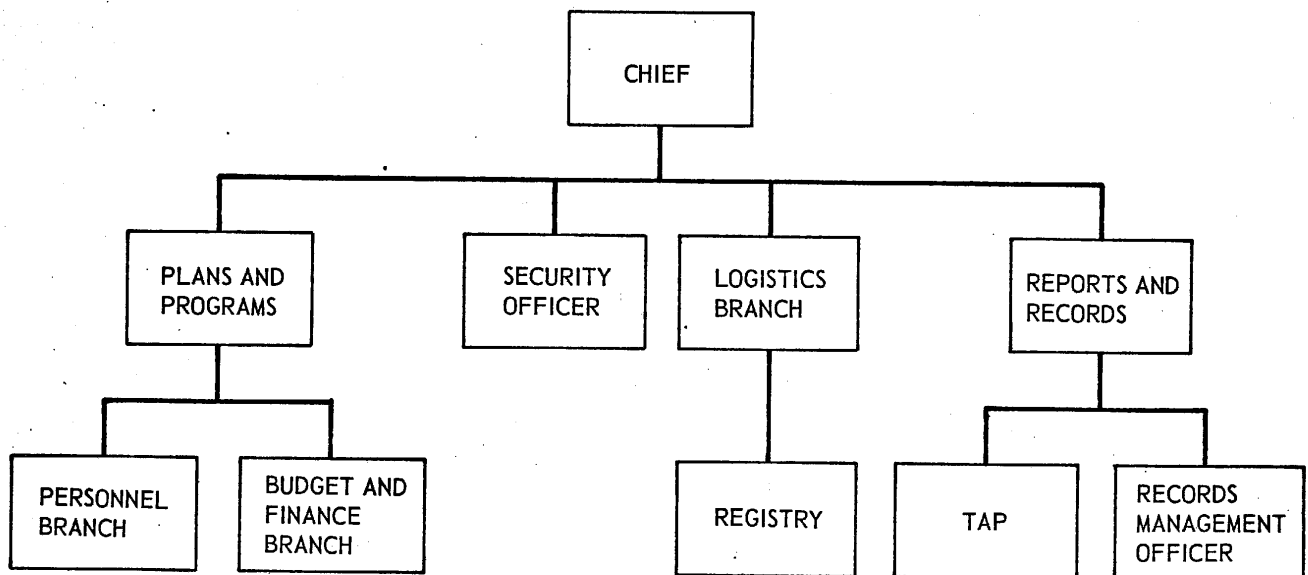 CHIEF
PLANS AND
PROGRAMS
SECURITY
OFFICER
LOGISTICS
BRANCH
REPORTS AND
RECORDS
PERSONNEL
BRANCH
BUDGET AND
FINANCE
BRANCH
REGISTRY
TAP
RECORDS
MANAGEMENT
OFFICER